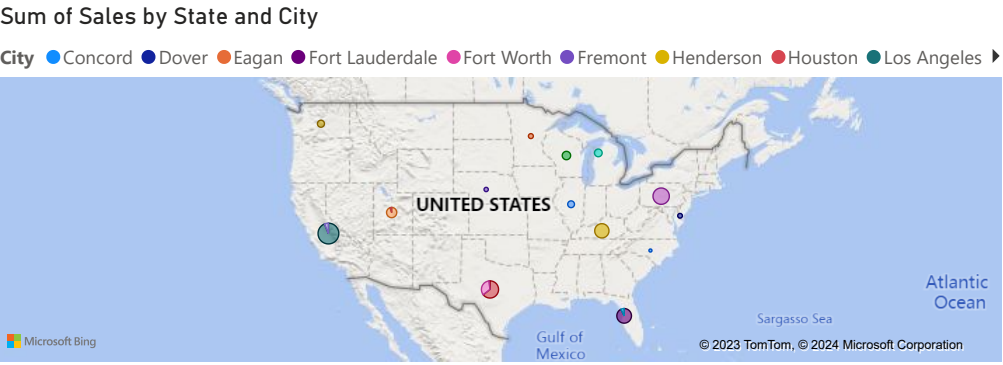 Sum of Sales by State and City
City Concord Dover Eagan Fort Lauderdale Fort Worth Fremont Henderson Houston Los Angeles
UNITED STATES
Atlantic
Ocean
Sargasso Sea
Gulf of
Mexico
Microsoft Bing
© 2023 TomTom, © 2024 Microsoft Corporation